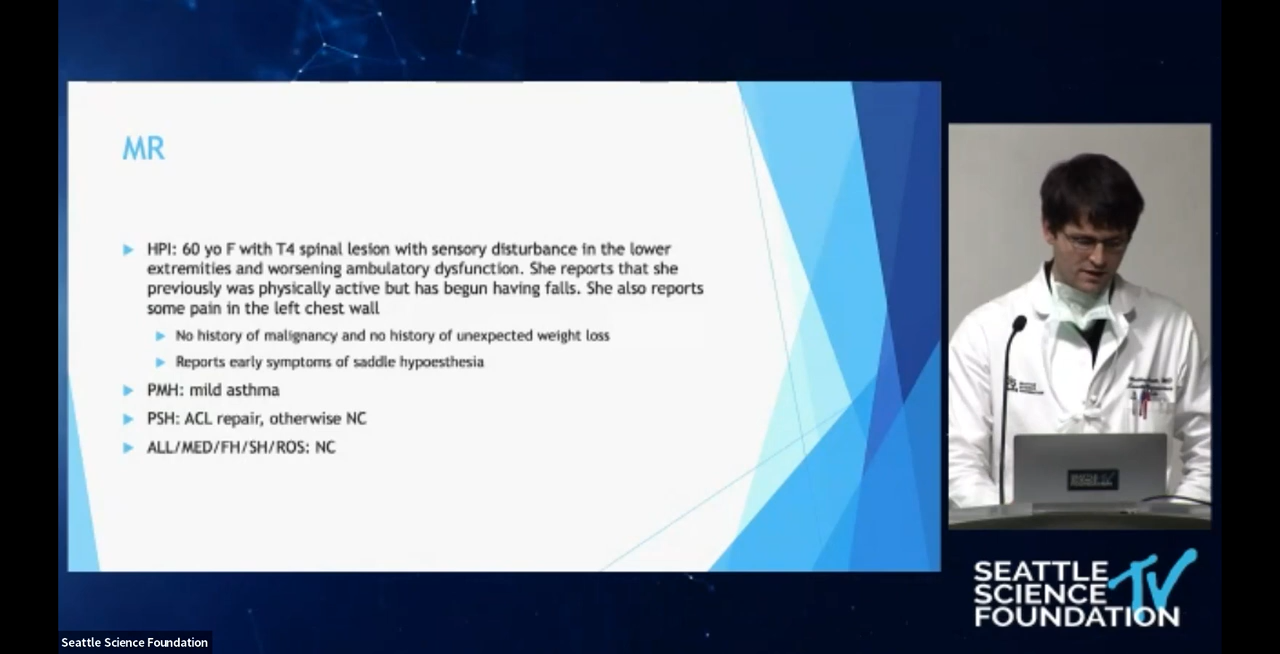 MR
HPI: 60 yo F with T4 spinal lesion with sensory disturbance in the lower
extremities and worsening ambulatory dysfunction. She reports that she
previously was physically active but has begun having falls. She also reports
some pain in the left chest wall
No history of malignancy and no history of unexpected weight loss
Reports early symptoms of saddle hypoesthesia
PMH: mild asthma
PSH: ACL repair, otherwise NC
ALL/MED/FH/SH/ROS: NC
SEATTLE
SCIENCE TV
FOUNDATION
Seattle Science Foundation